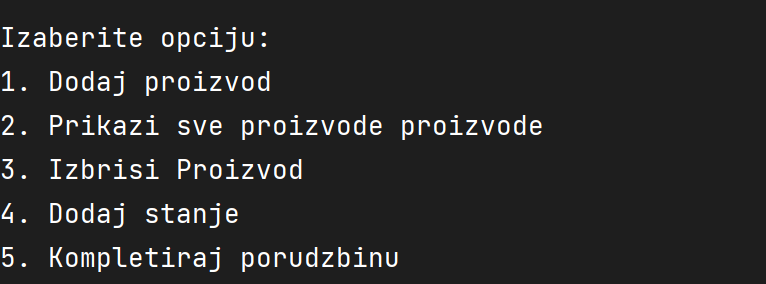 Izaberite opciju:
1. Dodaj proizvod
2. Prikazi sve proizvode proizvode
3. Izbrisi Proizvod
4. Dodaj stanje
5. Kompletiraj porudzbinu